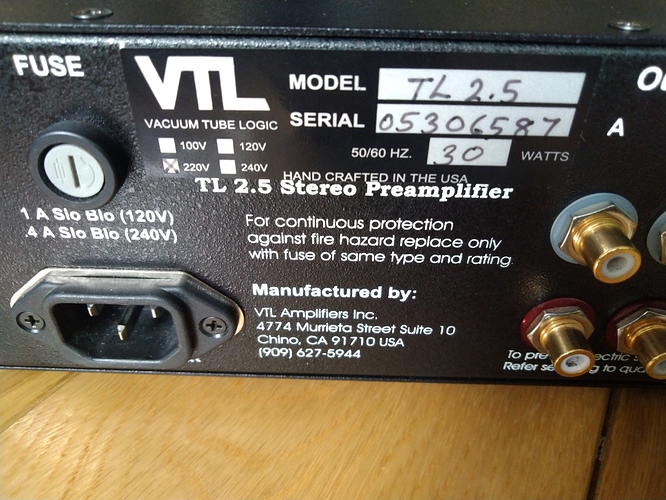 FUSE
VTL
VACUUM TUBE LOGIC
MODEL TL 2.5
SERIAL 05306587
100V 120V
220V 240V
50/60 HZ. 30 WATTS
HAND CRAFTED IN THE USA
TL 2.5 Stereo Preamplifier
A
1 A Slo Blo (120V)
.4 A Slo Blo (240V)
For continuous protection
against fire hazard replace only
with fuse of same type and rating.
Manufactured by:
VTL Amplifiers Inc.
4774 Murrieta Street Suite 10
Chino, CA 91710 USA
(909) 627-5944
To
Refer to